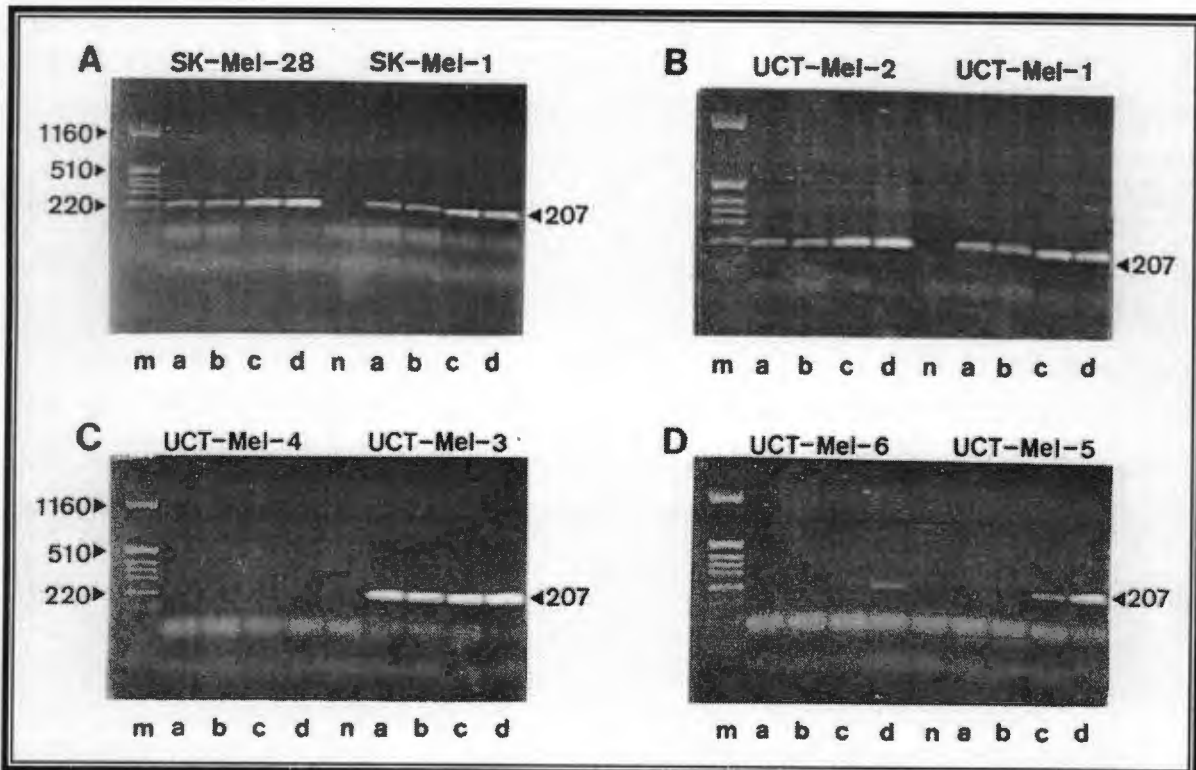 A SK-Mel-28 SK-Mel-1
1160
510
220
207
m a b c d n a b c d
B UCT-Mel-2 UCT-Mel-1
207
m a b c d n a b c d
C UCT-Mel-4 UCT-Mel-3
1160
510
220
207
m a b c d n a b c d
D UCT-Mel-6 UCT-Mel-5
207
m a b c d n a b c d